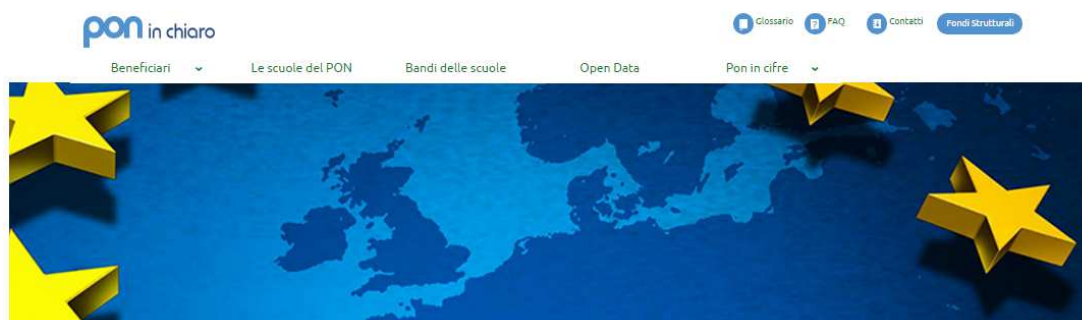 pon in chiaro
Glossario FAQ Contatti Fondi Strutturali
Beneficiari Le scuole del PON Bandi delle scuole Open Data Pon in cifre